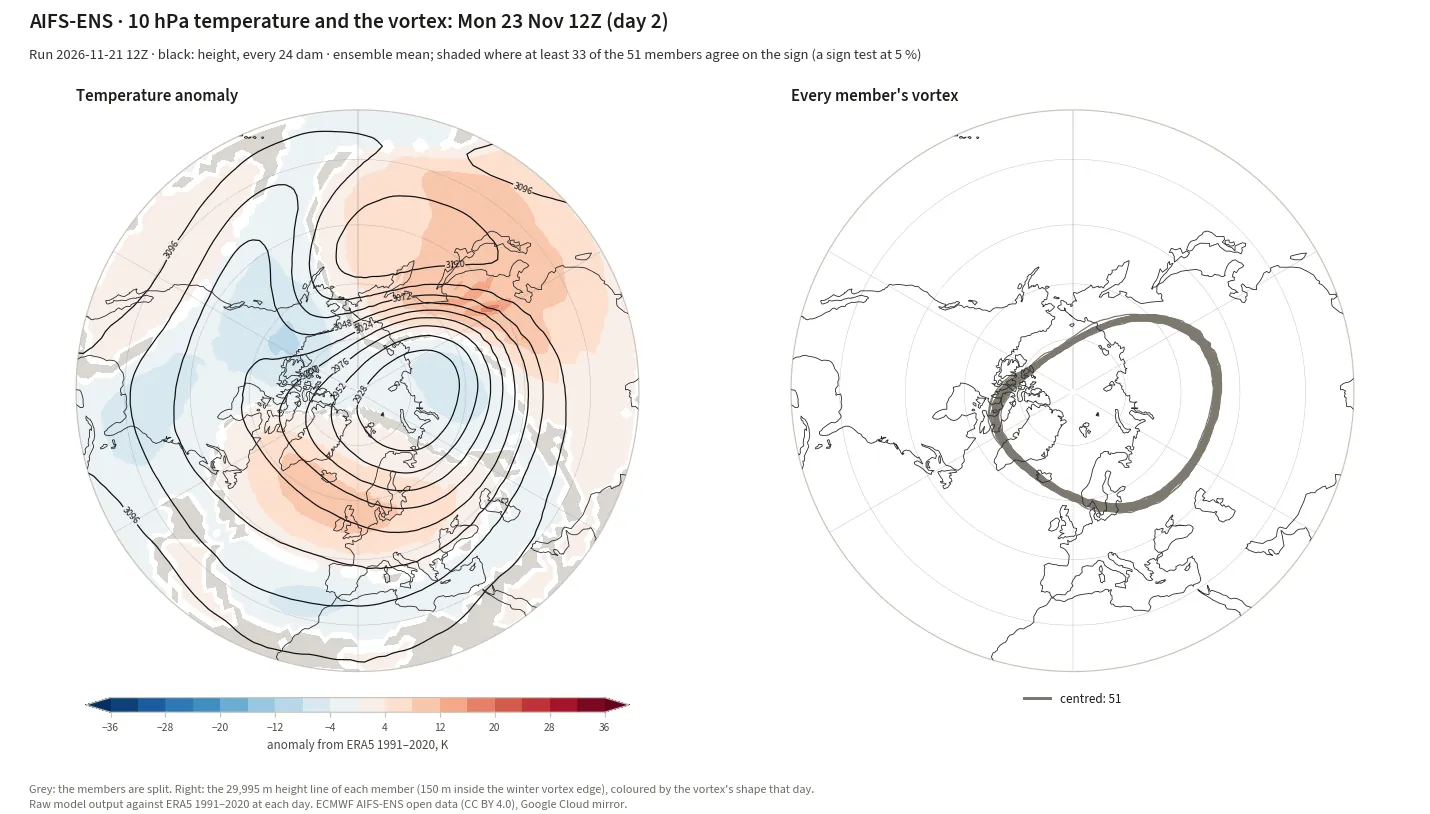 AIFS-ENS · 10 hPa temperature and the vortex: Mon 23 Nov 12Z (day 2)
Run 2026-11-21 12Z · black: height, every 24 dam · ensemble mean; shaded where at least 33 of the 51 members agree on the sign (a sign test at 5 %)
Temperature anomaly
Every member's vortex
3096
3096
3120
3072
3048
3024
2976
2952
2928
3096
centred: 51
−36 −28 −20 −12 −4 4 12 20 28 36
anomaly from ERA5 1991–2020, K
Grey: the members are split. Right: the 29,995 m height line of each member (150 m inside the winter vortex edge), coloured by the vortex's shape that day.
Raw model output against ERA5 1991–2020 at each day. ECMWF AIFS-ENS open data (CC BY 4.0), Google Cloud mirror.